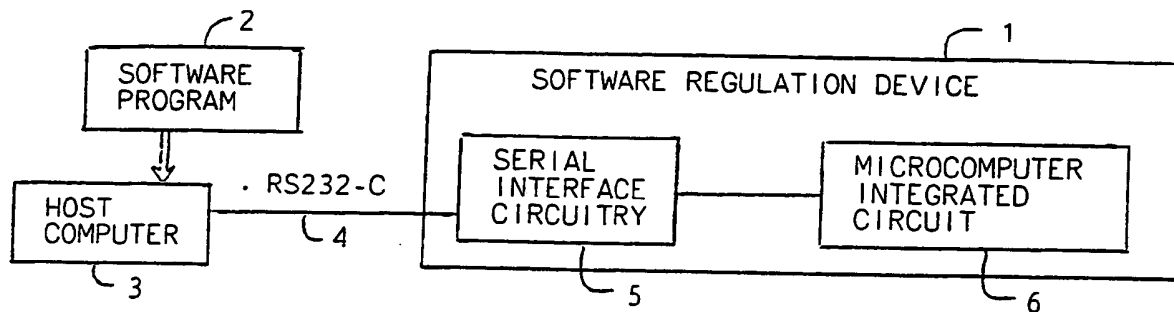 2
SOFTWARE
PROGRAM
1
SOFTWARE REGULATION DEVICE
HOST
COMPUTER
3
RS232-C
4
SERIAL
INTERFACE
CIRCUITRY
5
MICROCOMPUTER
INTEGRATED
CIRCUIT
6